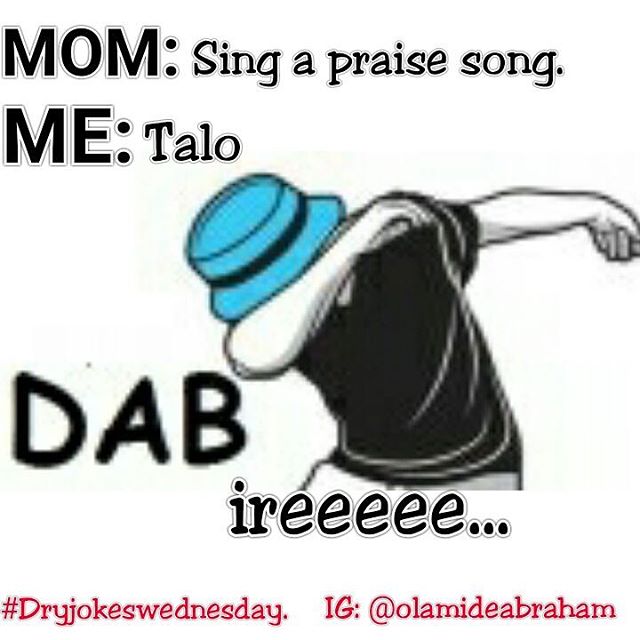 MOM: Sing a praise song.
ME: Talo
DAB
ireeeee...
#Dryjokeswednesday. IG: @olamideabraham